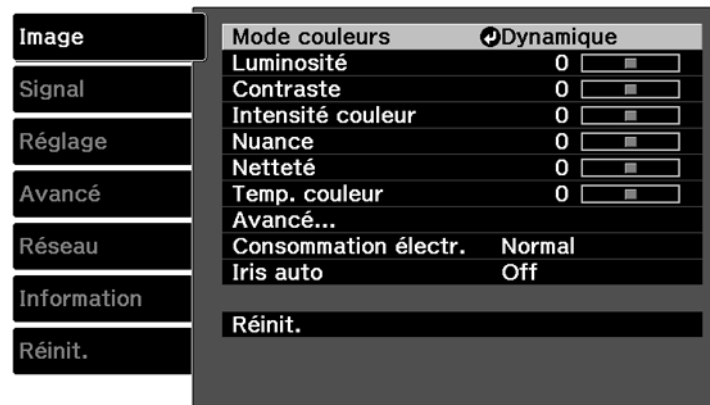 Image
Signal
Réglage
Avancé
Réseau
Information
Réinit.
Mode couleurs Dynamique
Luminosité 0
Contraste 0
Intensité couleur 0
Nuance 0
Netteté 0
Temp. couleur 0
Avancé...
Consommation électr. Normal
Iris auto Off
Réinit.